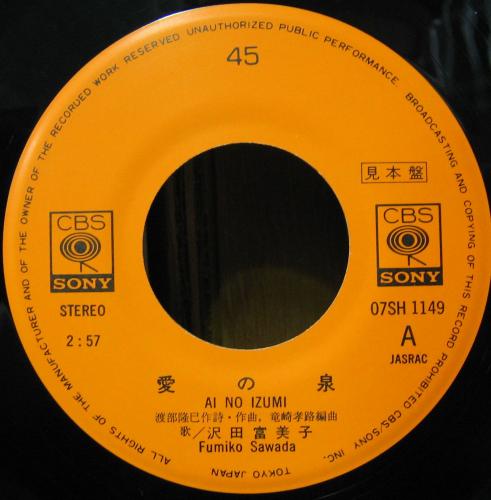 ALL RIGHTS OF THE MANUFACTURER AND OF THE OWNER OF THE RECORDED WORK RESERVED UNAUTHORIZED PUBLIC PERFORMANCE. BROADCASTING AND COPYING OF THIS RECORD PROHIBITED CBS/SONY INC. TOKYO JAPAN
45
見本盤
CBS
SONY
CBS
SONY
STEREO
07SH 1149
2:57
A
JASRAC
愛の泉
AI NO IZUMI
渡部隆巳作詩・作曲, 竜崎孝路編曲
歌/沢田富美子
Fumiko Sawada